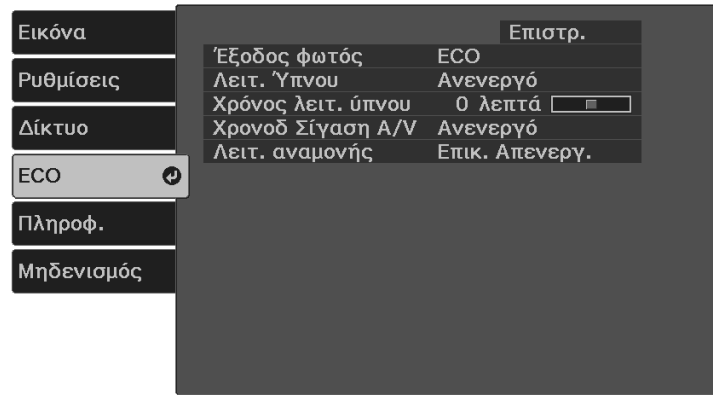 Εικόνα
Ρυθμίσεις
Δίκτυο
ECO
Πληροφ.
Μηδενισμός
Επιστρ.
Έξοδος φωτός ECO
Λειτ. Ύπνου Ανενεργό
Χρόνος λειτ. ύπνου 0 λεπτά
Χρονοδ Σίγαση A/V Ανενεργό
Λειτ. αναμονής Επικ. Απενεργ.